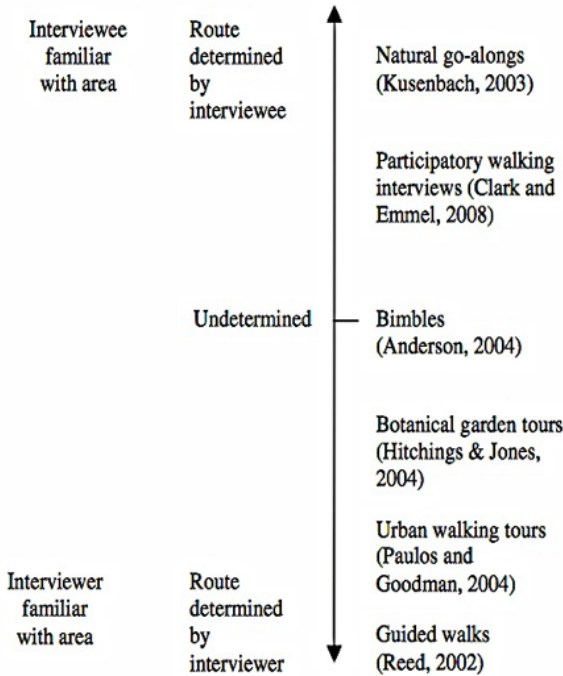 Interviewee
familiar
with area
Route
determined
by
interviewee
Natural go-alongs
(Kusenbach, 2003)
Participatory walking
interviews (Clark and
Emmel, 2008)
Undetermined
Bimbles
(Anderson, 2004)
Botanical garden tours
(Hitchings & Jones,
2004)
Urban walking tours
(Paulos and
Goodman, 2004)
Interviewer
familiar
with area
Route
determined
by
interviewer
Guided walks
(Reed, 2002)